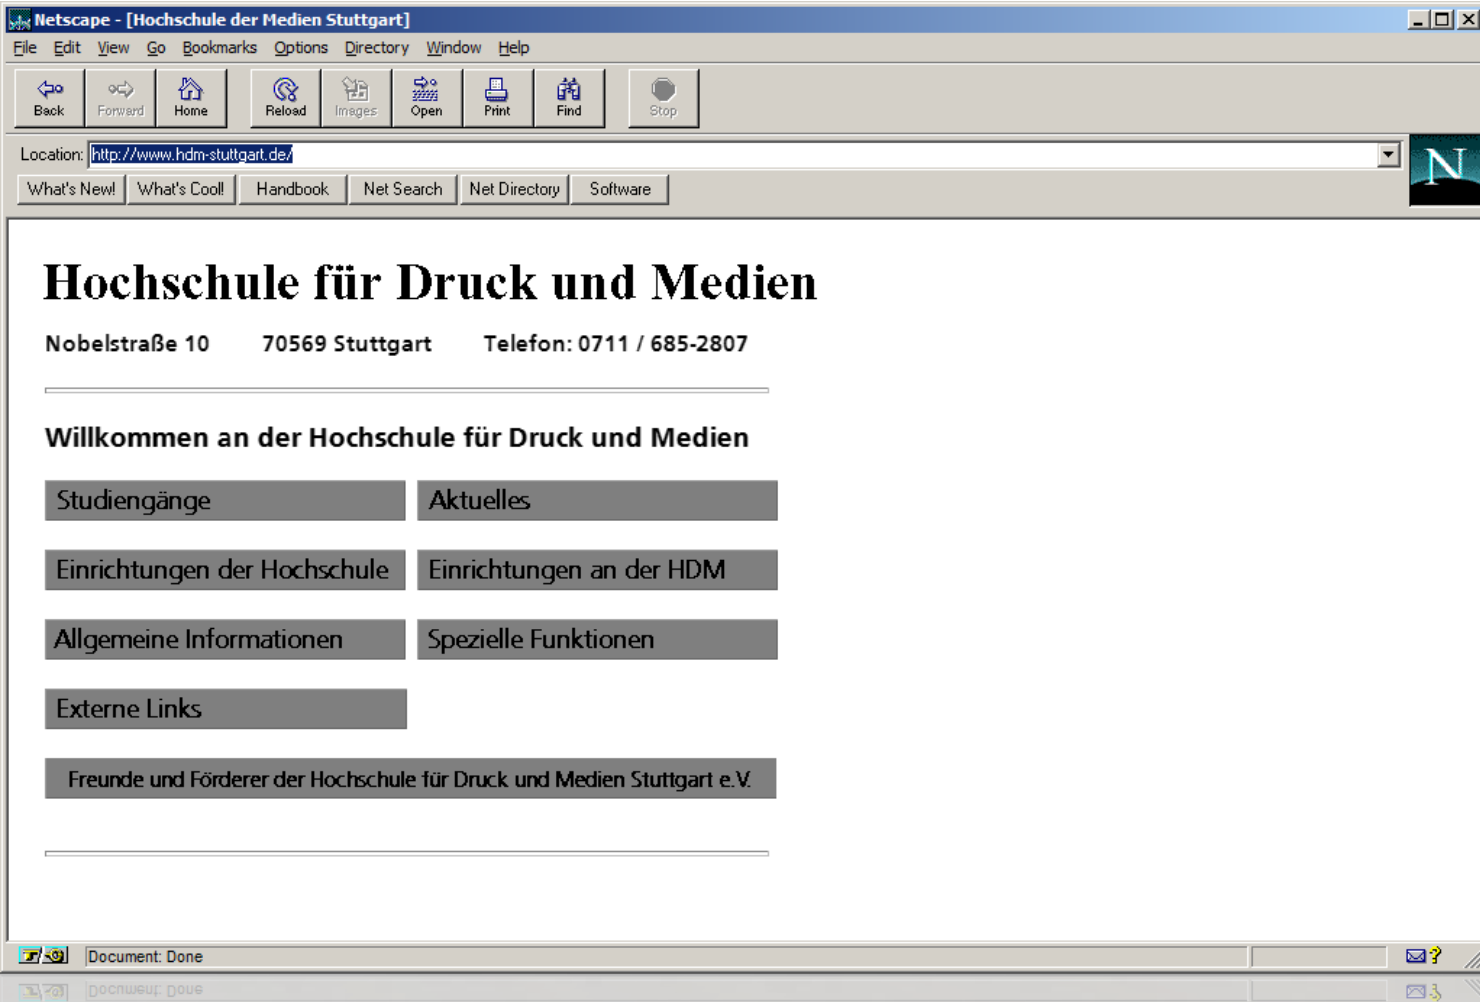 Netscape - [Hochschule der Medien Stuttgart]
File Edit View Go Bookmarks Options Directory Window Help
Back Forward Home Reload Images Open Print Find Stop
Location: http://www.hdm-stuttgart.de/
N
What's New! What's Cool! Handbook Net Search Net Directory Software
Hochschule für Druck und Medien
Nobelstraße 10 70569 Stuttgart Telefon: 0711 / 685-2807
Willkommen an der Hochschule für Druck und Medien
Studiengänge Aktuelles
Einrichtungen der Hochschule Einrichtungen an der HDM
Allgemeine Informationen Spezielle Funktionen
Externe Links
Freunde und Förderer der Hochschule für Druck und Medien Stuttgart e.V.
Document: Done